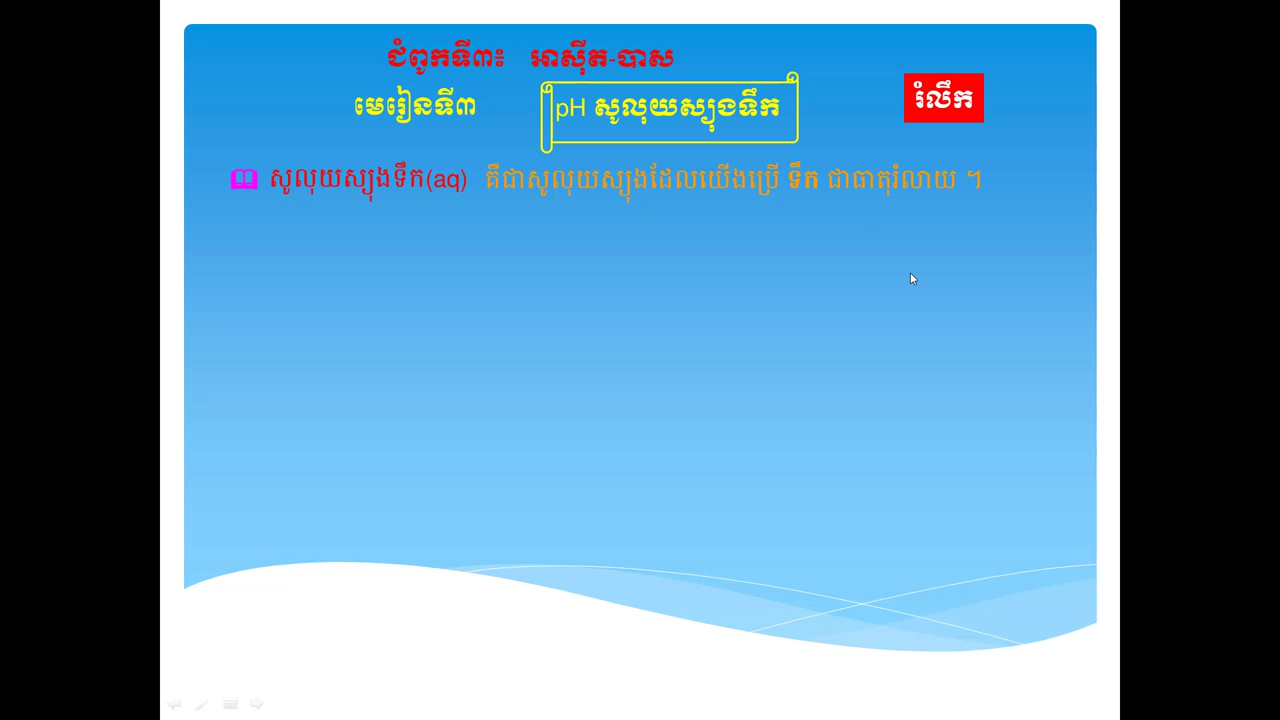 ជំពូកទី៣៖ អាស៊ីត-បាស
មេរៀនទី៣ pH សូលុយស្យុងទឹក រំលឹក
សូលុយស្យុងទឹក(aq) គឺជាសូលុយស្យុងដែលយើងប្រើ ទឹក ជាធាតុរំលាយ ។